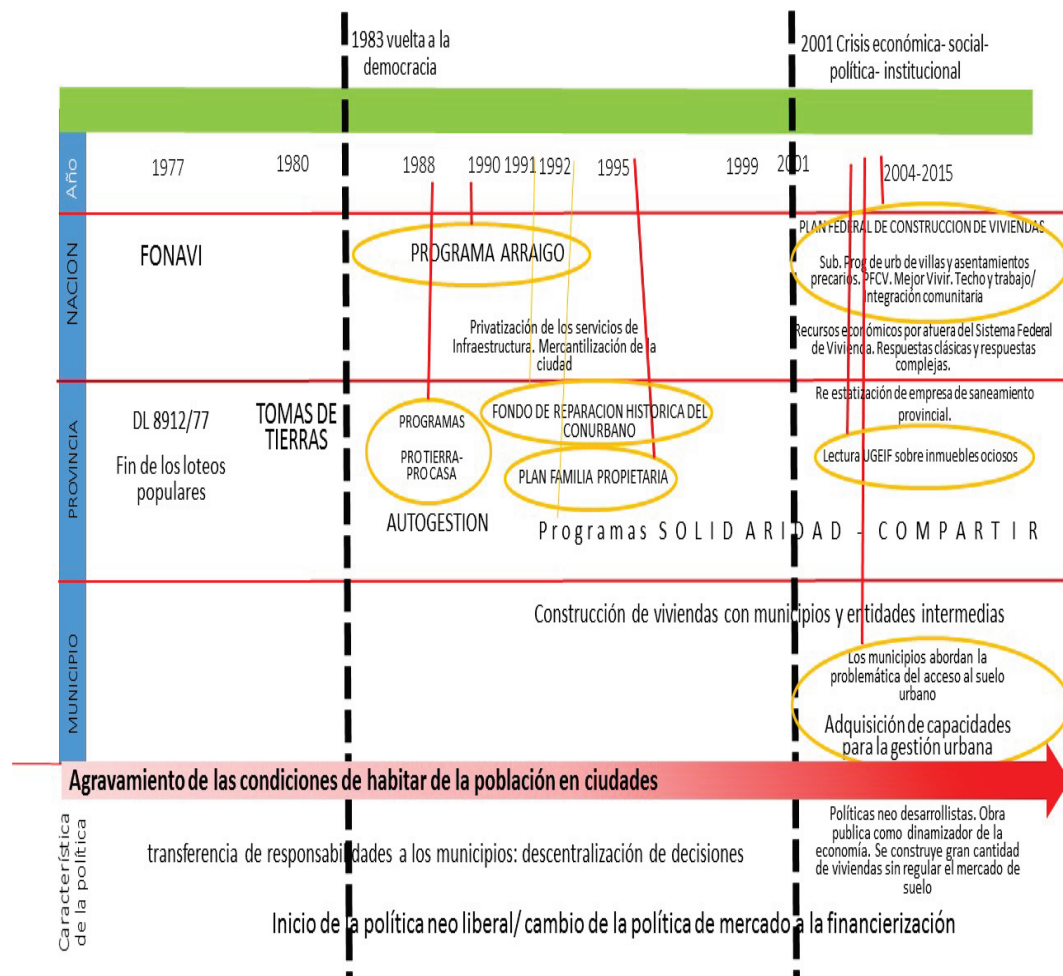 1983 vuelta a la
democracia
2001 Crisis económica- social-
política- institucional
Año
1977
1980
1988
1990
1991
1992
1995
1999
2001
2004-2015
NACION
FONAVI
PROGRAMA ARRAIGO
Privatización de los servicios de
Infraestructura. Mercantilización de la
ciudad
PLAN FEDERAL DE CONSTRUCCION DE VIVIENDAS
Sub. Prog de urb de villas y asentamientos
precarios. PFCV. Mejor Vivir. Techo y trabajo/
Integración comunitaria
Recursos económicos por afuera del Sistema Federal
de Vivienda. Respuestas clásicas y respuestas
complejas.
PROVINCIA
DL 8912/77
Fin de los loteos
populares
TOMAS DE
TIERRAS
PROGRAMAS
PROTIERRA-
PROCASA
AUTOGESTION
FONDO DE REPARACION HISTORICA DEL
CONURBANO
PLAN FAMILIA PROPIETARIA
Programas SOLIDARIDAD - COMPARTIR
Re estatización de empresa de saneamiento
provincial.
Lectura UGEIF sobre inmuebles ociosos
MUNICIPIO
Construcción de viviendas con municipios y entidades intermedias
Los municipios abordan la
problemática del acceso al suelo
urbano
Adquisición de capacidades
para la gestión urbana
Agravamiento de las condiciones de habitar de la población en ciudades
Característica
de la política
transferencia de responsabilidades a los municipios: descentralización de decisiones
Políticas neo desarrollistas. Obra
publica como dinamizador de la
economía. Se construye gran cantidad
de viviendas sin regular el mercado de
suelo
Inicio de la política neo liberal/ cambio de la política de mercado a la financierización